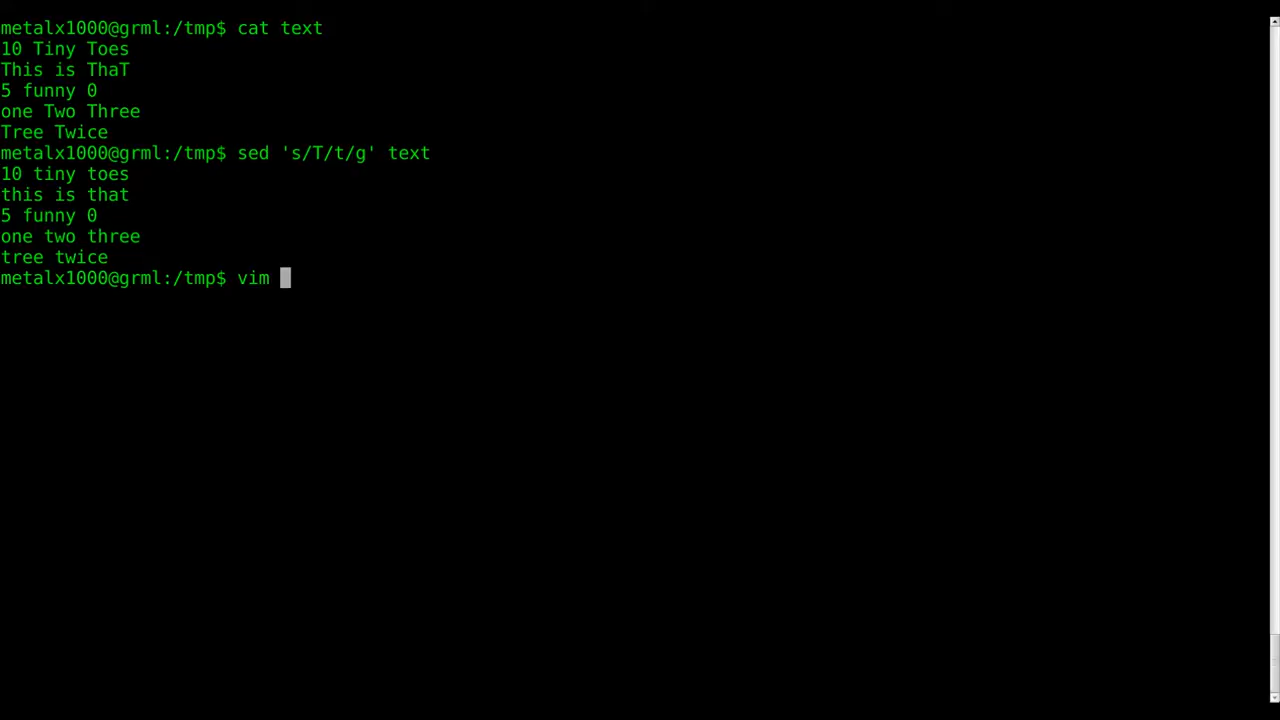 metalx1000@grml:/tmp$ cat text
10 Tiny Toes
This is ThaT
5 funny 0
one Two Three
Tree Twice
metalx1000@grml:/tmp$ sed 's/T/t/g' text
10 tiny toes
this is that
5 funny 0
one two three
tree twice
metalx1000@grml:/tmp$ vim